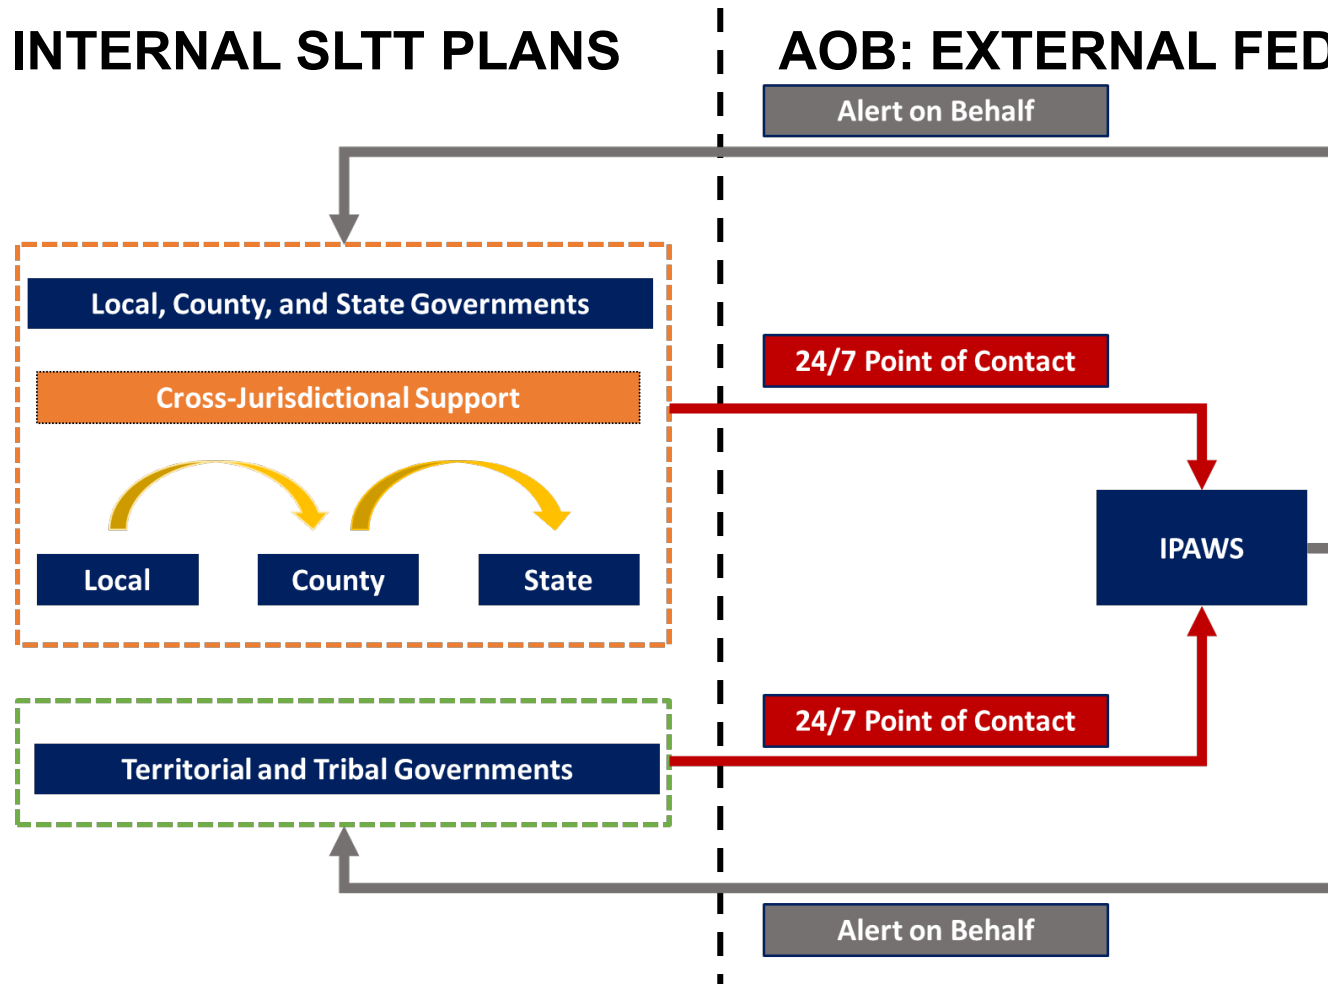 INTERNAL SLTT PLANS
AOB: EXTERNAL FED
Alert on Behalf
Local, County, and State Governments
24/7 Point of Contact
Cross-Jurisdictional Support
IPAWS
Local
County
State
24/7 Point of Contact
Territorial and Tribal Governments
Alert on Behalf